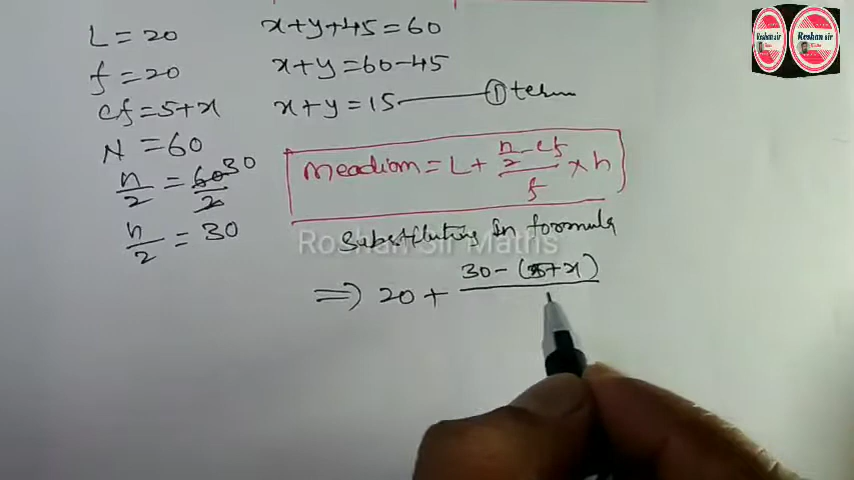 L = 20
f = 20
cf = 5+x
N = 60
n/2 = 60/2 30
n/2 = 30
x+y+45 = 60
x+y = 60-45
x+y = 15 ① term
Meadian = L + (n/2 - cf)/f × h
Substituting In formula
⇒ 20 + 30-(5+x)
Roshan Sir Maths
Roshan sir
Roshan sir